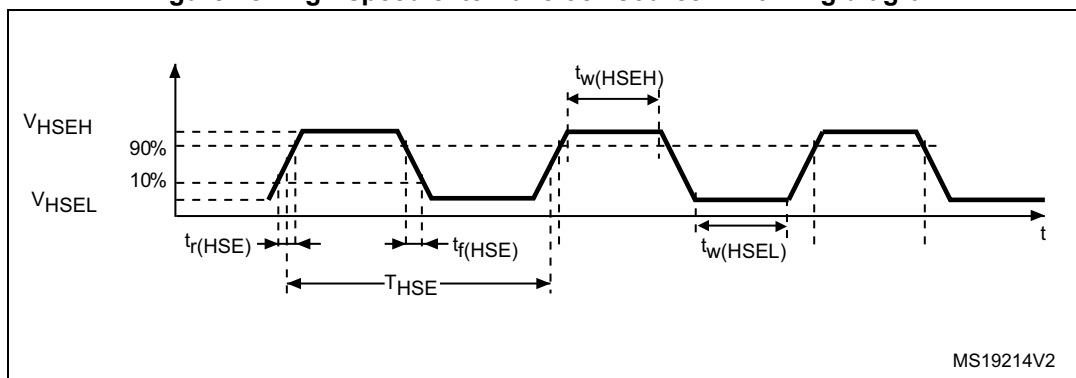 tw(HSEH)
VHSEH
90%
10%
VHSEL
tr(HSE)
tf(HSE)
tw(HSEL)
t
THSE
MS19214V2